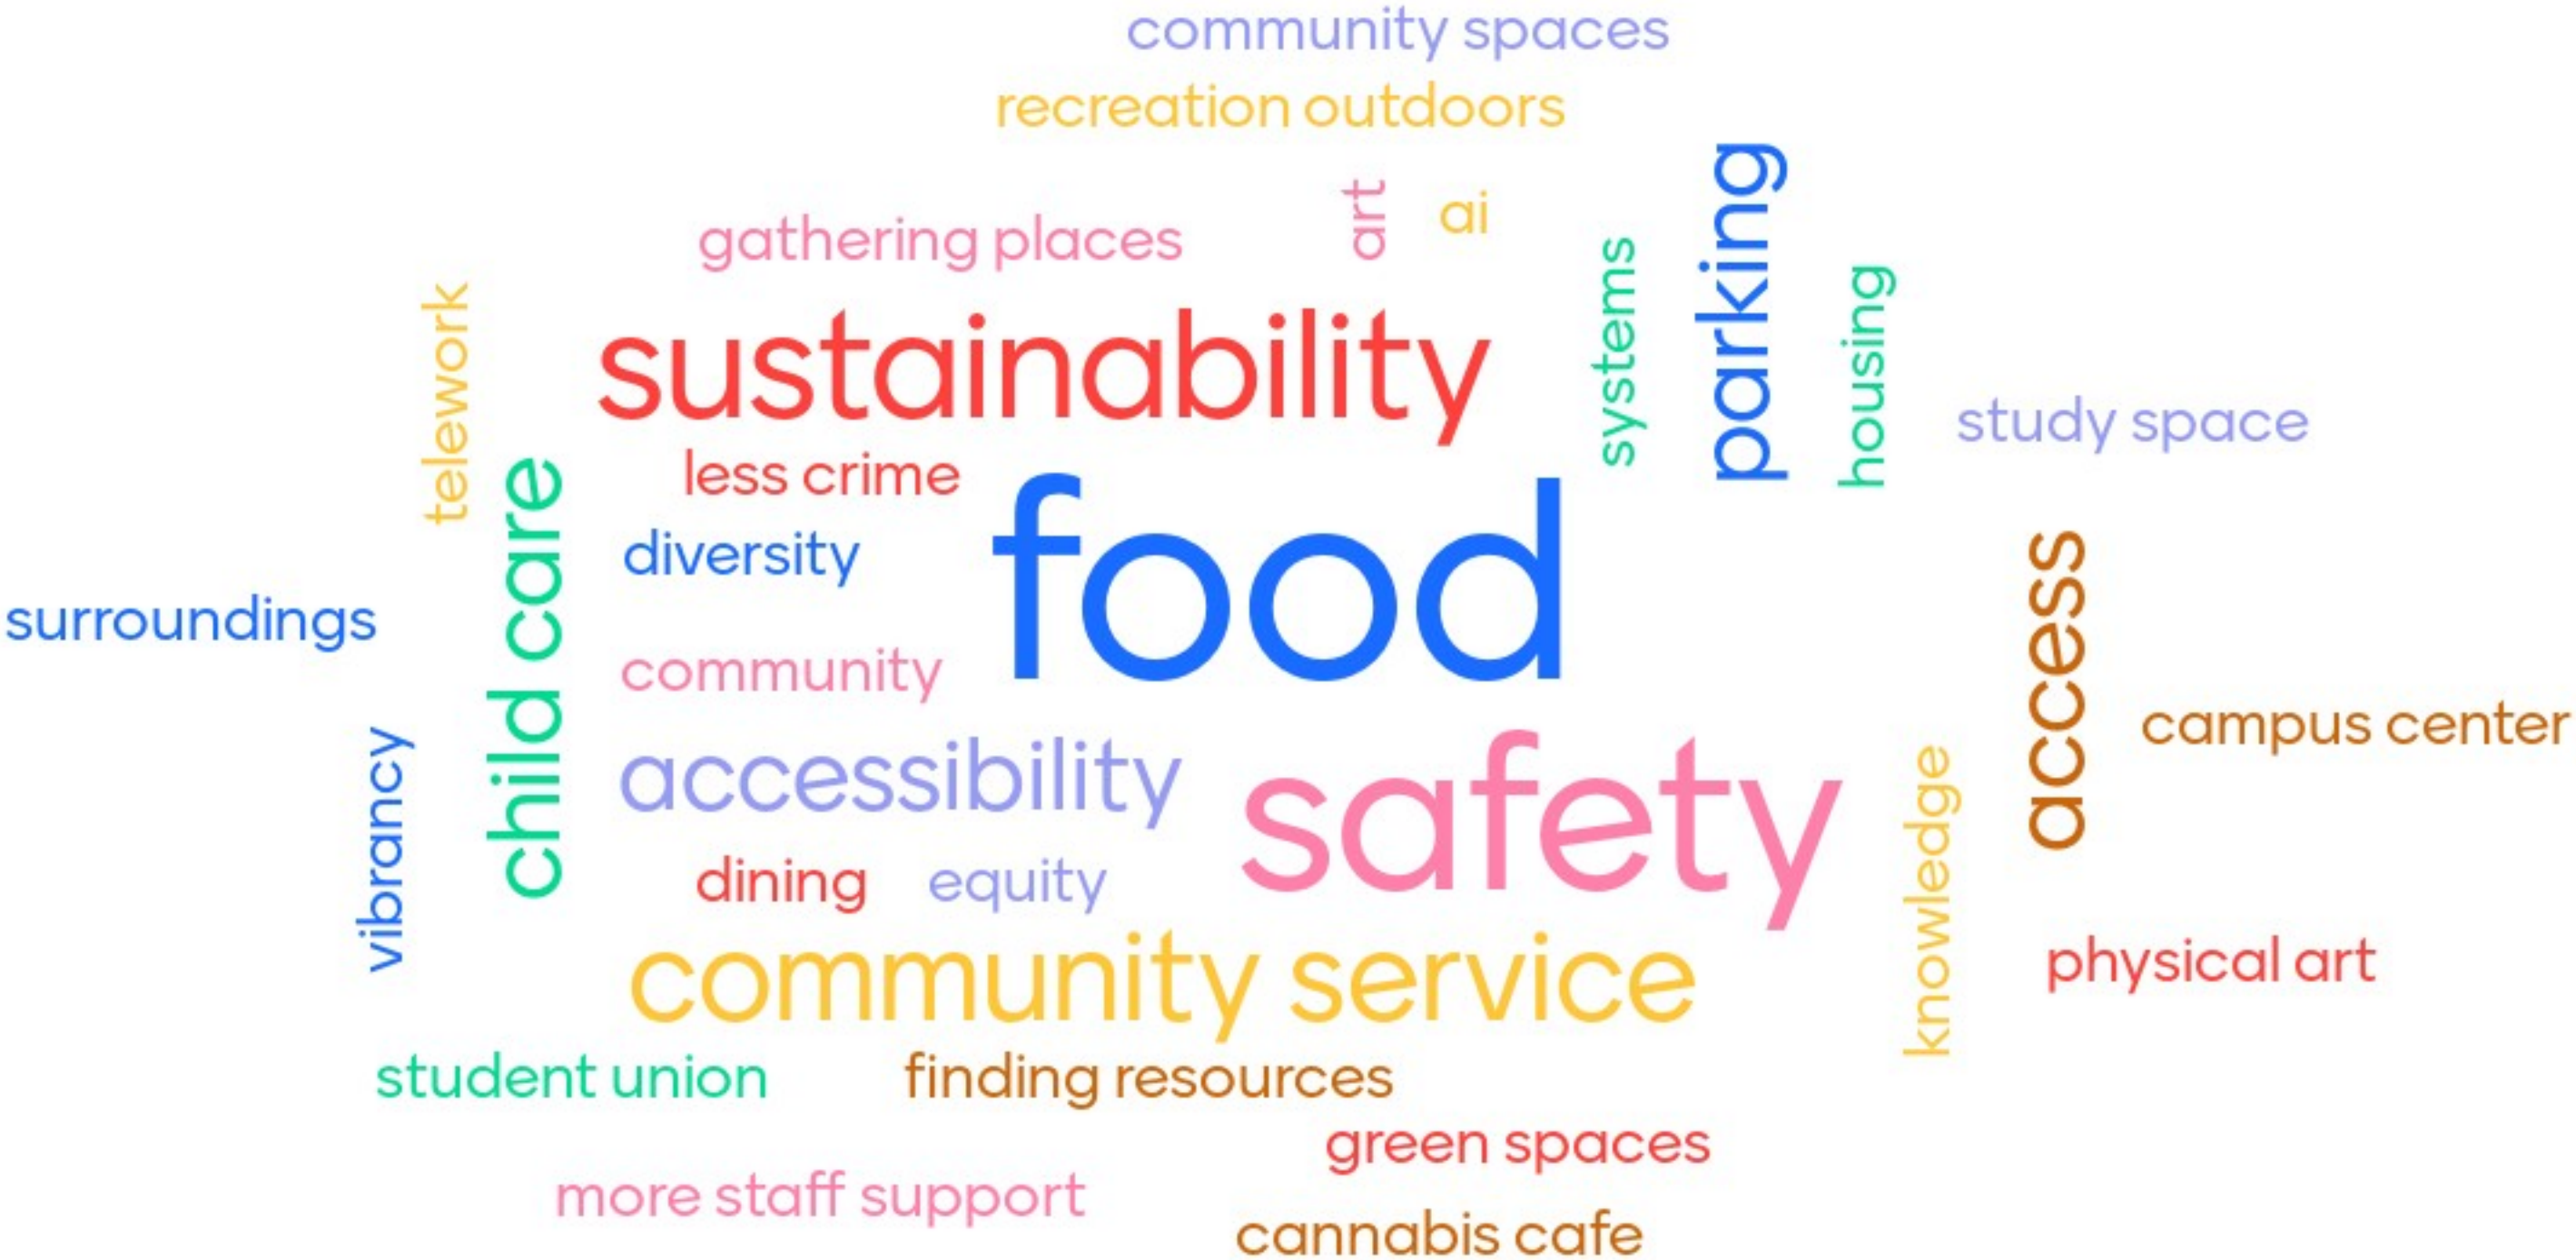 community spaces
recreation outdoors
art
ai
gathering places
parking
systems
housing
telework
sustainability
study space
less crime
child care
food
diversity
access
surroundings
community
campus center
vibrancy
accessibility
safety
knowledge
dining
equity
physical art
community service
student union
finding resources
green spaces
more staff support
cannabis cafe